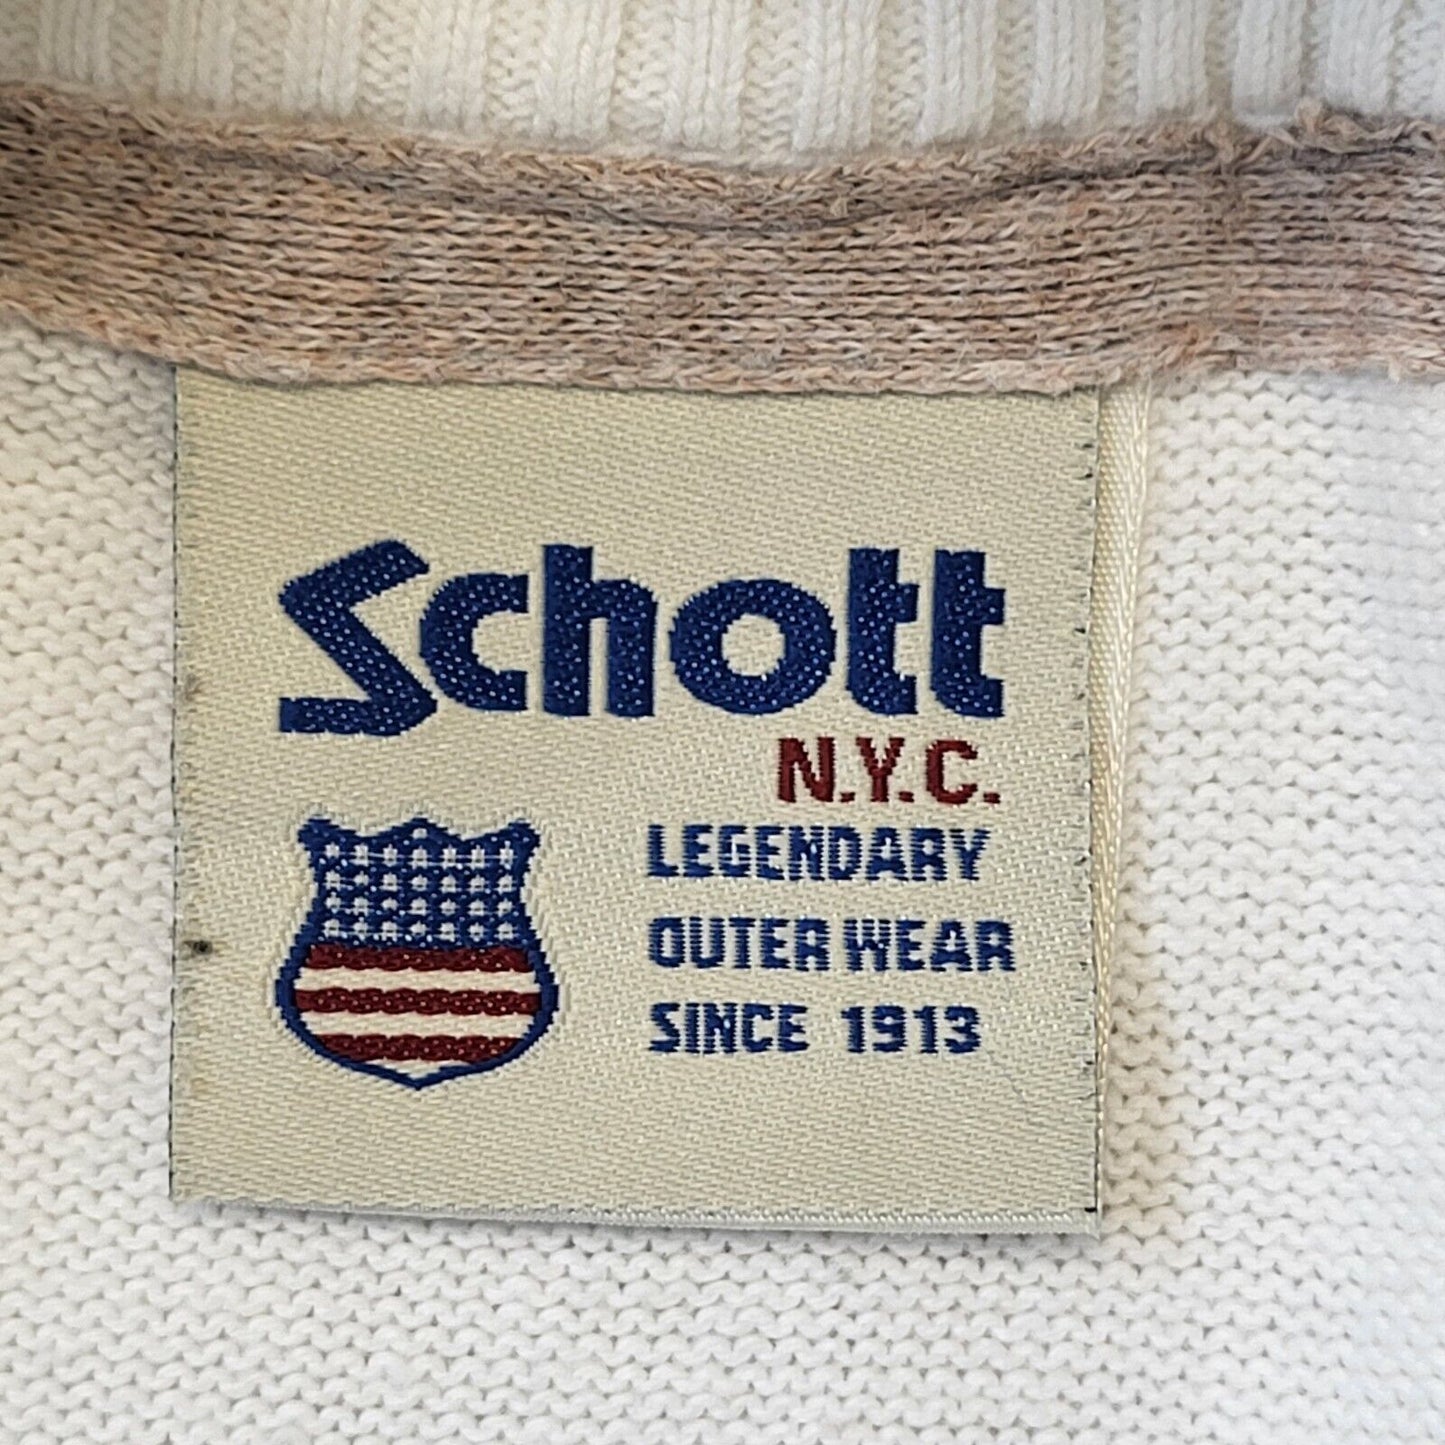 Schott
N.Y.C.
LEGENDARY
OUTER WEAR
SINCE 1913